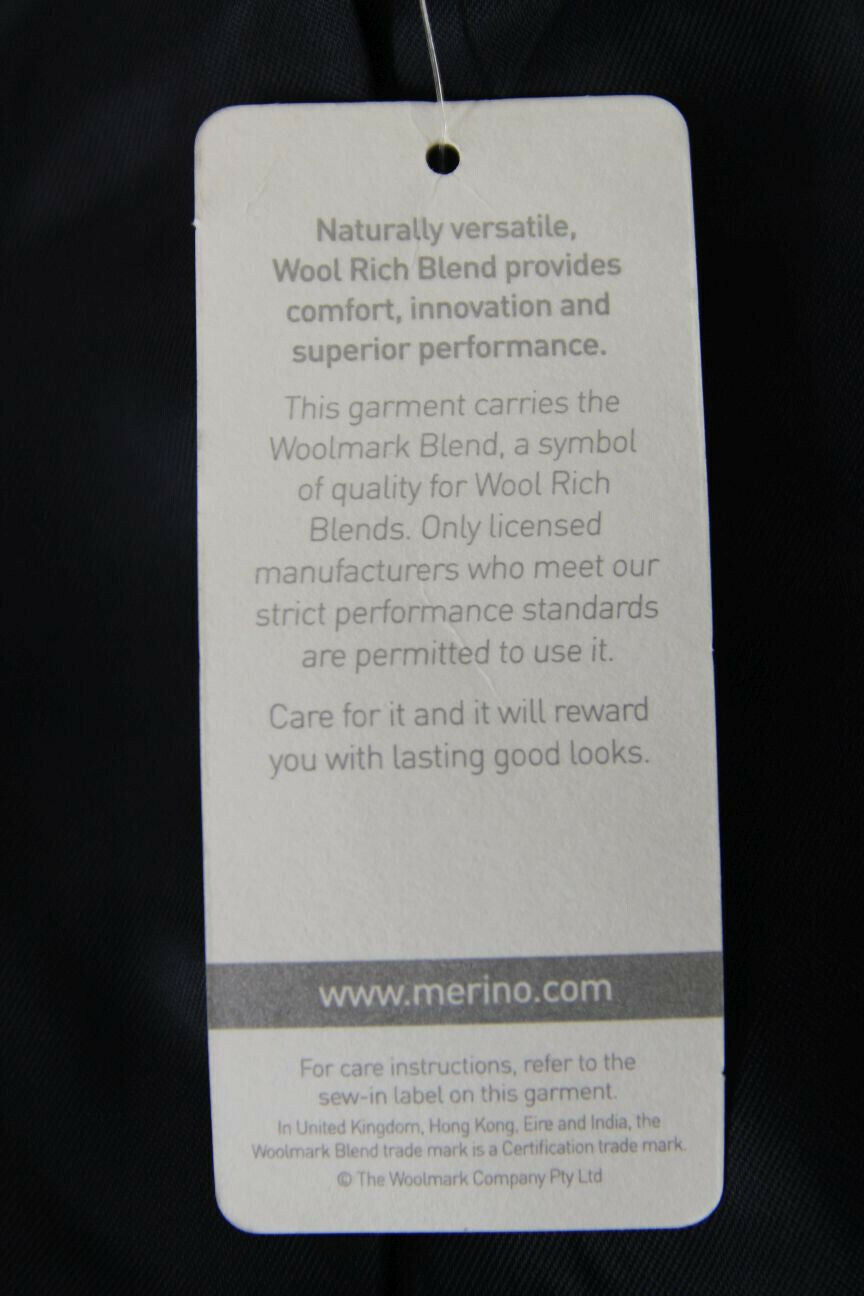 Naturally versatile,
Wool Rich Blend provides
comfort, innovation and
superior performance.
This garment carries the
Woolmark Blend, a symbol
of quality for Wool Rich
Blends. Only licensed
manufacturers who meet our
strict performance standards
are permitted to use it.
Care for it and it will reward
you with lasting good looks.
www.merino.com
For care instructions, refer to the
sew-in label on this garment.
In United Kingdom, Hong Kong, Eire and India, the
Woolmark Blend trade mark is a Certification trade mark.
© The Woolmark Company Pty Ltd